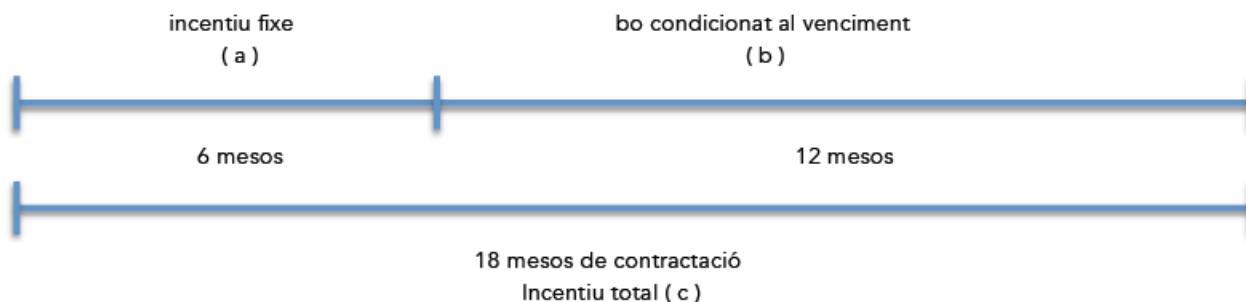 incentiu fixe
( a )
bo condicionat al venciment
( b )
6 mesos
12 mesos
18 mesos de contractació
Incentiu total ( c )